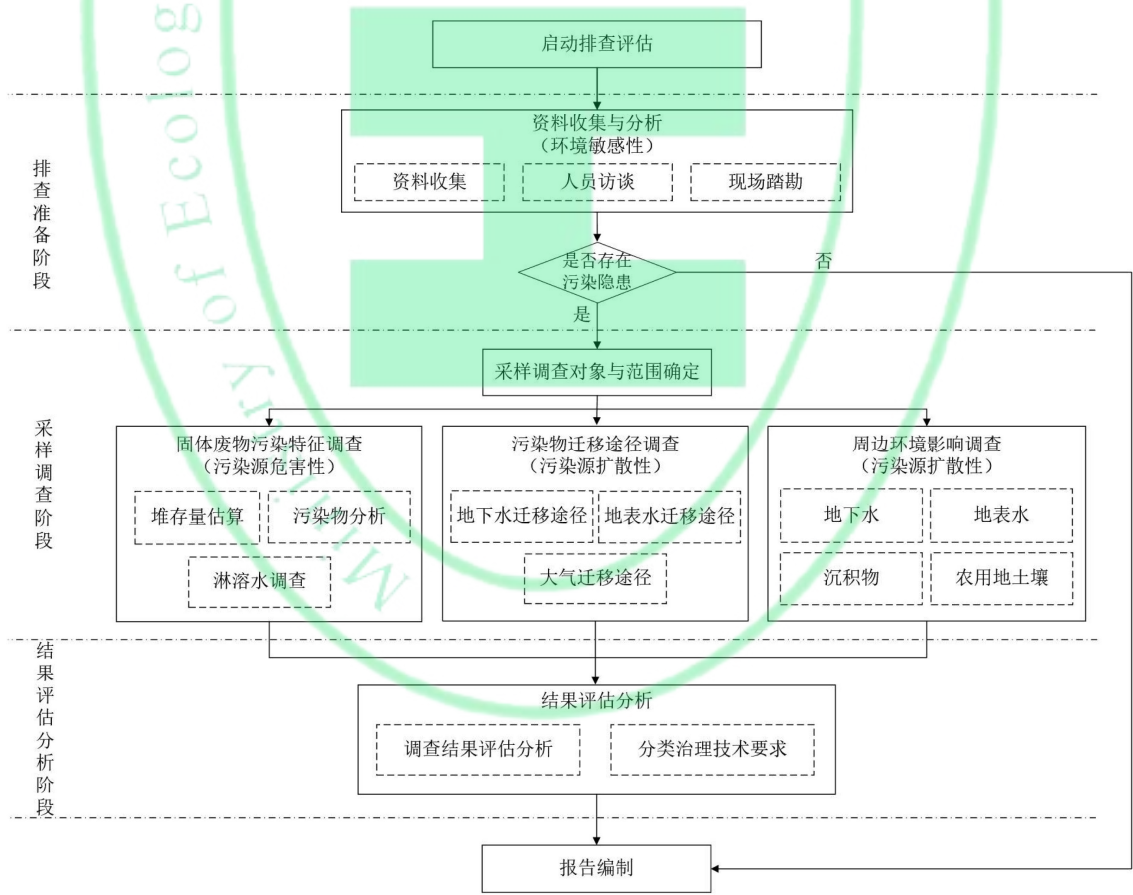 启动排查评估
排查准备阶段
资料收集与分析
（环境敏感性）
资料收集
人员访谈
现场踏勘
是否存在
污染隐患
否
是
采样调查阶段
采样调查对象与范围确定
固体废物污染特征调查
（污染源危害性）
堆存量估算
污染物分析
淋溶水调查
污染物迁移途径调查
（污染源扩散性）
地下水迁移途径
地表水迁移途径
大气迁移途径
周边环境影响调查
（污染源扩散性）
地下水
地表水
沉积物
农用地土壤
结果评估分析阶段
结果评估分析
调查结果评估分析
分类治理技术要求
报告编制
Ministry of Ecolog